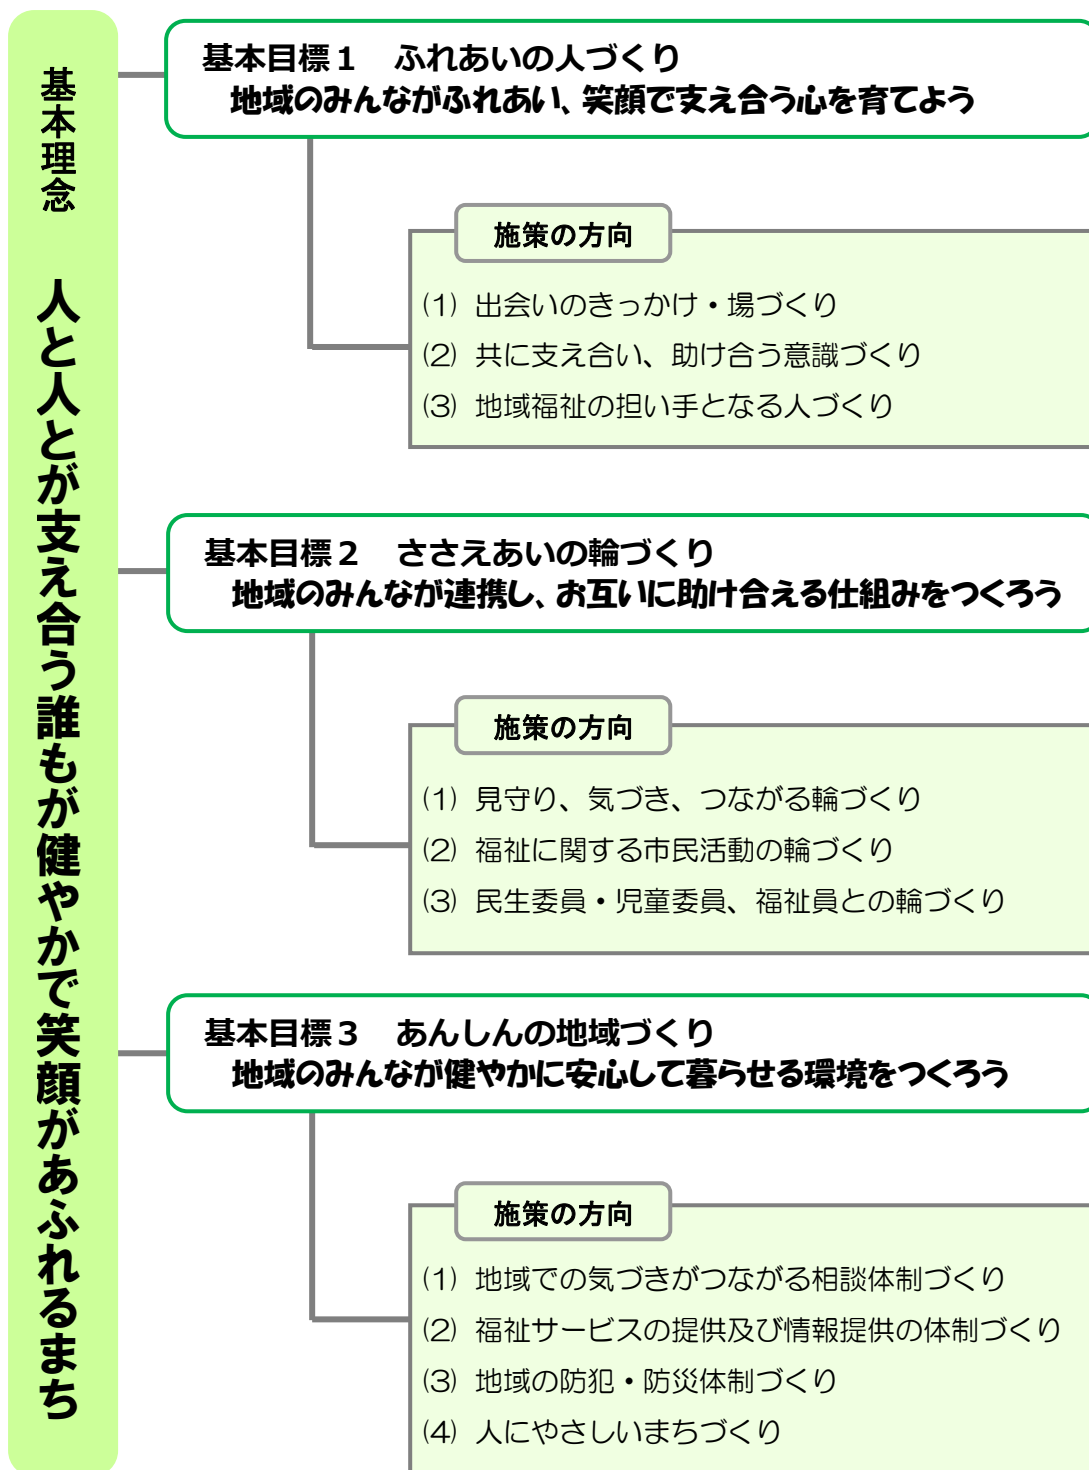 基本理念　人と人とが支え合う誰もが健やかで笑顔があふれるまち
基本目標１　ふれあいの人づくり
地域のみんながふれあい、笑顔で支え合う心を育てよう
施策の方向
(1) 出会いのきっかけ・場づくり
(2) 共に支え合い、助け合う意識づくり
(3) 地域福祉の担い手となる人づくり
基本目標２　ささえあいの輪づくり
地域のみんなが連携し、お互いに助け合える仕組みをつくろう
施策の方向
(1) 見守り、気づき、つながる輪づくり
(2) 福祉に関する市民活動の輪づくり
(3) 民生委員・児童委員、福祉員との輪づくり
基本目標３　あんしんの地域づくり
地域のみんなが健やかに安心して暮らせる環境をつくろう
施策の方向
(1) 地域での気づきがつながる相談体制づくり
(2) 福祉サービスの提供及び情報提供の体制づくり
(3) 地域の防犯・防災体制づくり
(4) 人にやさしいまちづくり